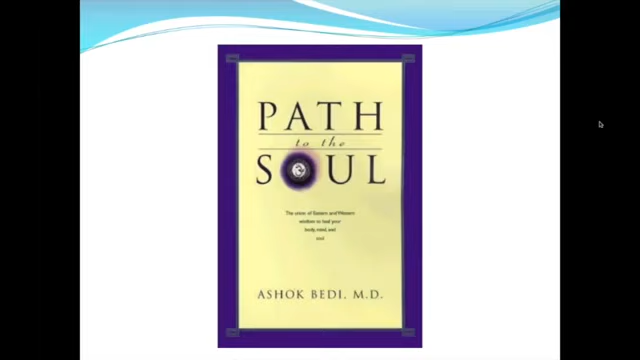 PATH
to the
SOUL
The union of Eastern and Western
wisdom to heal your
body, mind, and
soul
ASHOK BEDI, M.D.